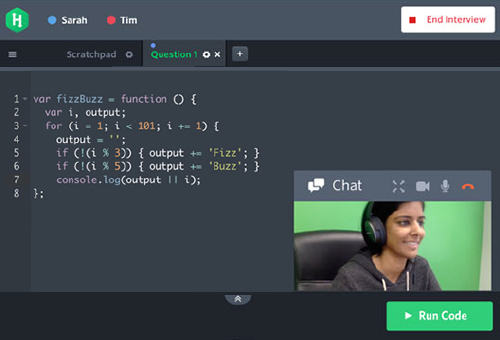 H
Sarah
Tim
End Interview
Scratchpad
Question 1
+
1 var fizzBuzz = function () {
2 var i, output;
3 for (i = 1; i < 101; i += 1) {
4 output = '';
5 if (!(i % 3)) { output += 'Fizz'; }
6 if (!(i % 5)) { output += 'Buzz'; }
7 console.log(output || i);
8 };
Chat
Run Code